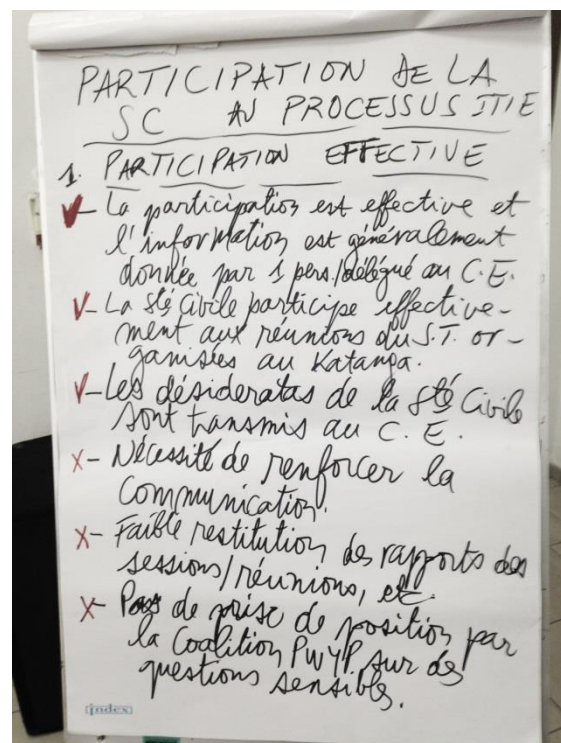 PARTICIPATION DE LA
SC AU PROCESSUS ITIE
1. PARTICIPATION EFFECTIVE
V- La participation est effective et
l'information est généralement
donnée par 1 pers./délégué au C.E.
V- La sté Civile participe effective-
ment aux réunions du S.T. or-
ganisées au Katanga.
V- Les désideratas de la sté Civile
sont transmis au C.E.
X- Nécessité de renforcer la
communication.
X- Faible restitution des rapports des
sessions/réunions, etc.
X- Pas de prise de position par
la Coalition PWYP sur des
questions sensibles.
index